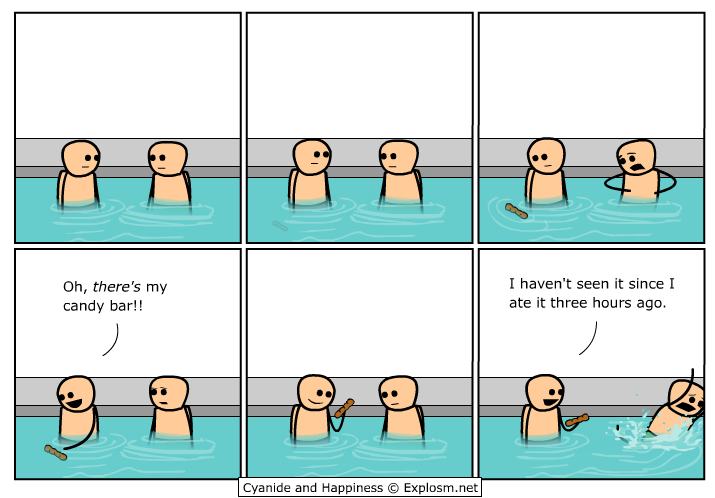 Oh, there's my
candy bar!!
I haven't seen it since I
ate it three hours ago.
Cyanide and Happiness © Explosm.net